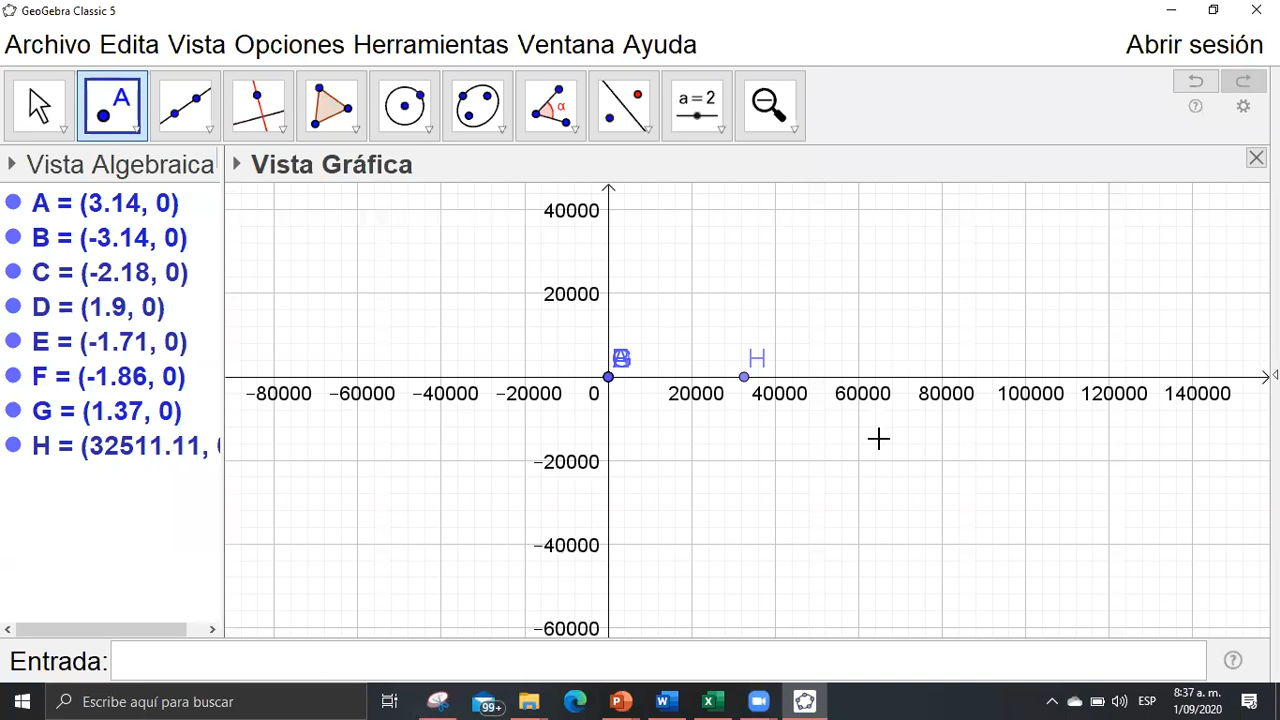 GeoGebra Classic 5
Archivo Edita Vista Opciones Herramientas Ventana Ayuda
Abrir sesión
A
α
a = 2
Vista Algebraica
Vista Gráfica
A = (3.14, 0)
B = (-3.14, 0)
C = (-2.18, 0)
D = (1.9, 0)
E = (-1.71, 0)
F = (-1.86, 0)
G = (1.37, 0)
H = (32511.11,
40000
20000
H
−80000 −60000 −40000 −20000 0 20000 40000 60000 80000 100000 120000 140000
−20000
−40000
−60000
Entrada:
Escribe aquí para buscar
99+
ESP
8:37 a. m.
1/09/2020